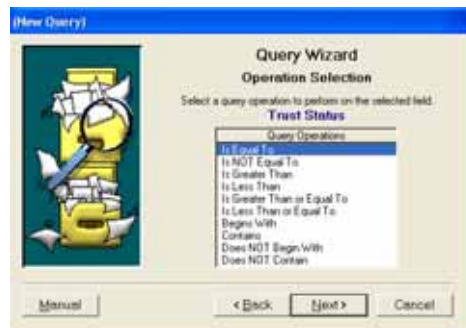 (New Query)
Query Wizard
Operation Selection
Select a query operation to perform on the selected field.
Trust Status
Query Operations
Is Equal To
Is NOT Equal To
Is Greater Than
Is Less Than
Is Greater Than or Equal To
Is Less Than or Equal To
Begins With
Contains
Does NOT Begin With
Does NOT Contain
Manual
< Back
Next >
Cancel